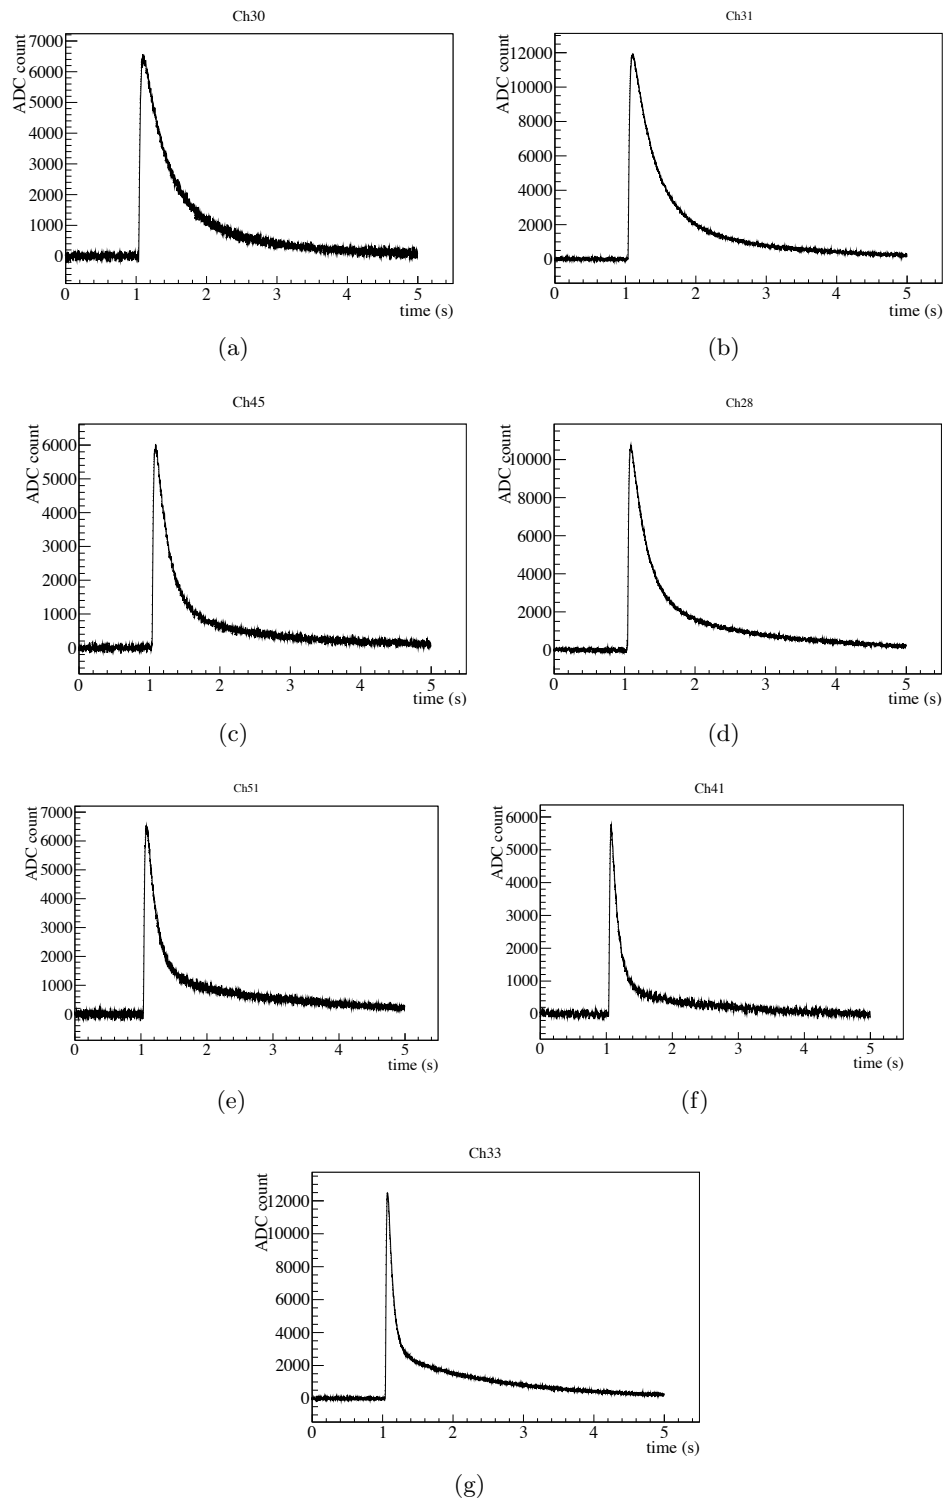 Ch30
ADC count
7000
6000
5000
4000
3000
2000
1000
0
0 1 2 3 4 5
time (s)
(a)
Ch31
ADC count
12000
10000
8000
6000
4000
2000
0
0 1 2 3 4 5
time (s)
(b)
Ch45
ADC count
6000
5000
4000
3000
2000
1000
0
0 1 2 3 4 5
time (s)
(c)
Ch28
ADC count
10000
8000
6000
4000
2000
0
0 1 2 3 4 5
time (s)
(d)
Ch51
ADC count
7000
6000
5000
4000
3000
2000
1000
0
0 1 2 3 4 5
time (s)
(e)
Ch41
ADC count
6000
5000
4000
3000
2000
1000
0
0 1 2 3 4 5
time (s)
(f)
Ch33
ADC count
12000
10000
8000
6000
4000
2000
0
0 1 2 3 4 5
time (s)
(g)